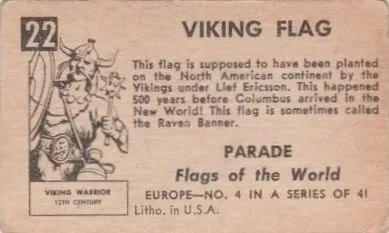 22
VIKING FLAG
This flag is supposed to have been planted
on the North American continent by the
Vikings under Lief Ericsson. This happened
500 years before Columbus arrived in the
New World! This flag is sometimes called
the Raven Banner.
VIKING WARRIOR
12TH CENTURY
PARADE
Flags of the World
EUROPE—NO. 4 IN A SERIES OF 41
Litho. in U.S.A.